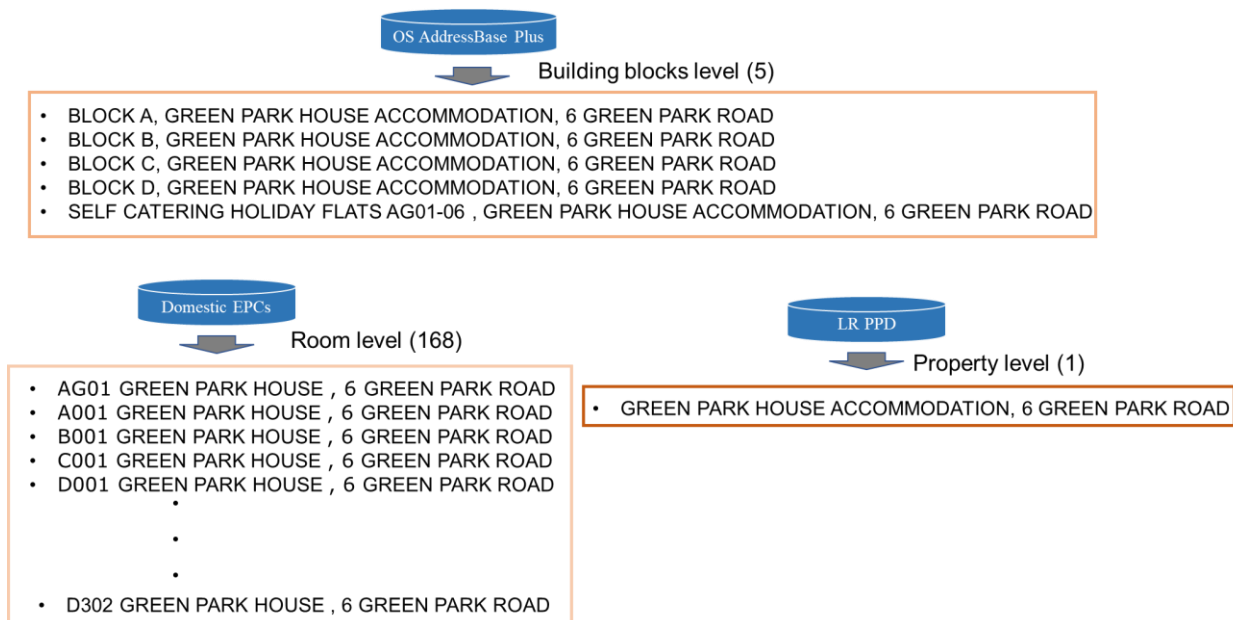 OS AddressBase Plus
Building blocks level (5)
• BLOCK A, GREEN PARK HOUSE ACCOMMODATION, 6 GREEN PARK ROAD
• BLOCK B, GREEN PARK HOUSE ACCOMMODATION, 6 GREEN PARK ROAD
• BLOCK C, GREEN PARK HOUSE ACCOMMODATION, 6 GREEN PARK ROAD
• BLOCK D, GREEN PARK HOUSE ACCOMMODATION, 6 GREEN PARK ROAD
• SELF CATERING HOLIDAY FLATS AG01-06 , GREEN PARK HOUSE ACCOMMODATION, 6 GREEN PARK ROAD
Domestic EPCs
Room level (168)
• AG01 GREEN PARK HOUSE , 6 GREEN PARK ROAD
• A001 GREEN PARK HOUSE , 6 GREEN PARK ROAD
• B001 GREEN PARK HOUSE , 6 GREEN PARK ROAD
• C001 GREEN PARK HOUSE , 6 GREEN PARK ROAD
• D001 GREEN PARK HOUSE , 6 GREEN PARK ROAD
•
•
•
• D302 GREEN PARK HOUSE , 6 GREEN PARK ROAD
LR PPD
Property level (1)
• GREEN PARK HOUSE ACCOMMODATION, 6 GREEN PARK ROAD